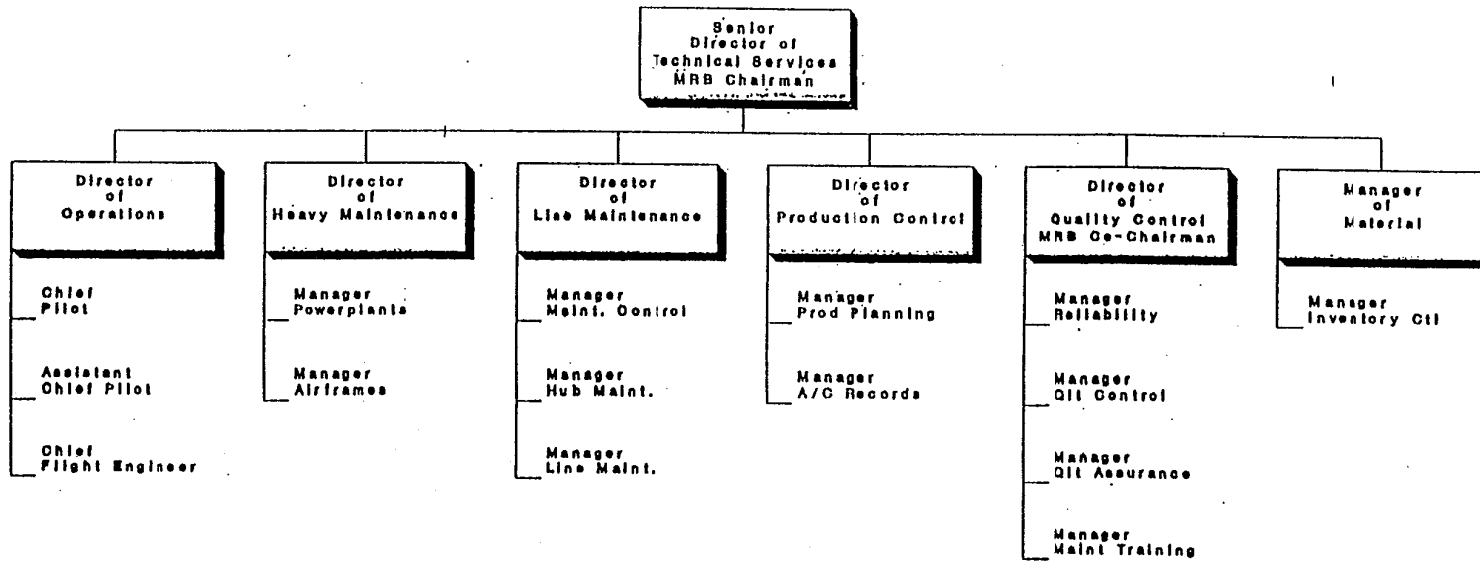 Senior
Director of
Technical Services
MRB Chairman
Director
of
Operations
Chief
Pilot
Assistant
Chief Pilot
Chief
Flight Engineer
Director
of
Heavy Maintenance
Manager
Powerplants
Manager
Airframes
Director
of
Line Maintenance
Manager
Maint. Control
Manager
Hub Maint.
Manager
Line Maint.
Director
of
Production Control
Manager
Prod Planning
Manager
A/C Records
Director
of
Quality Control
MRB Co-Chairman
Manager
Reliability
Manager
Qlt Control
Manager
Qlt Assurance
Manager
Maint Training
Manager
of
Material
Manager
Inventory Ctl